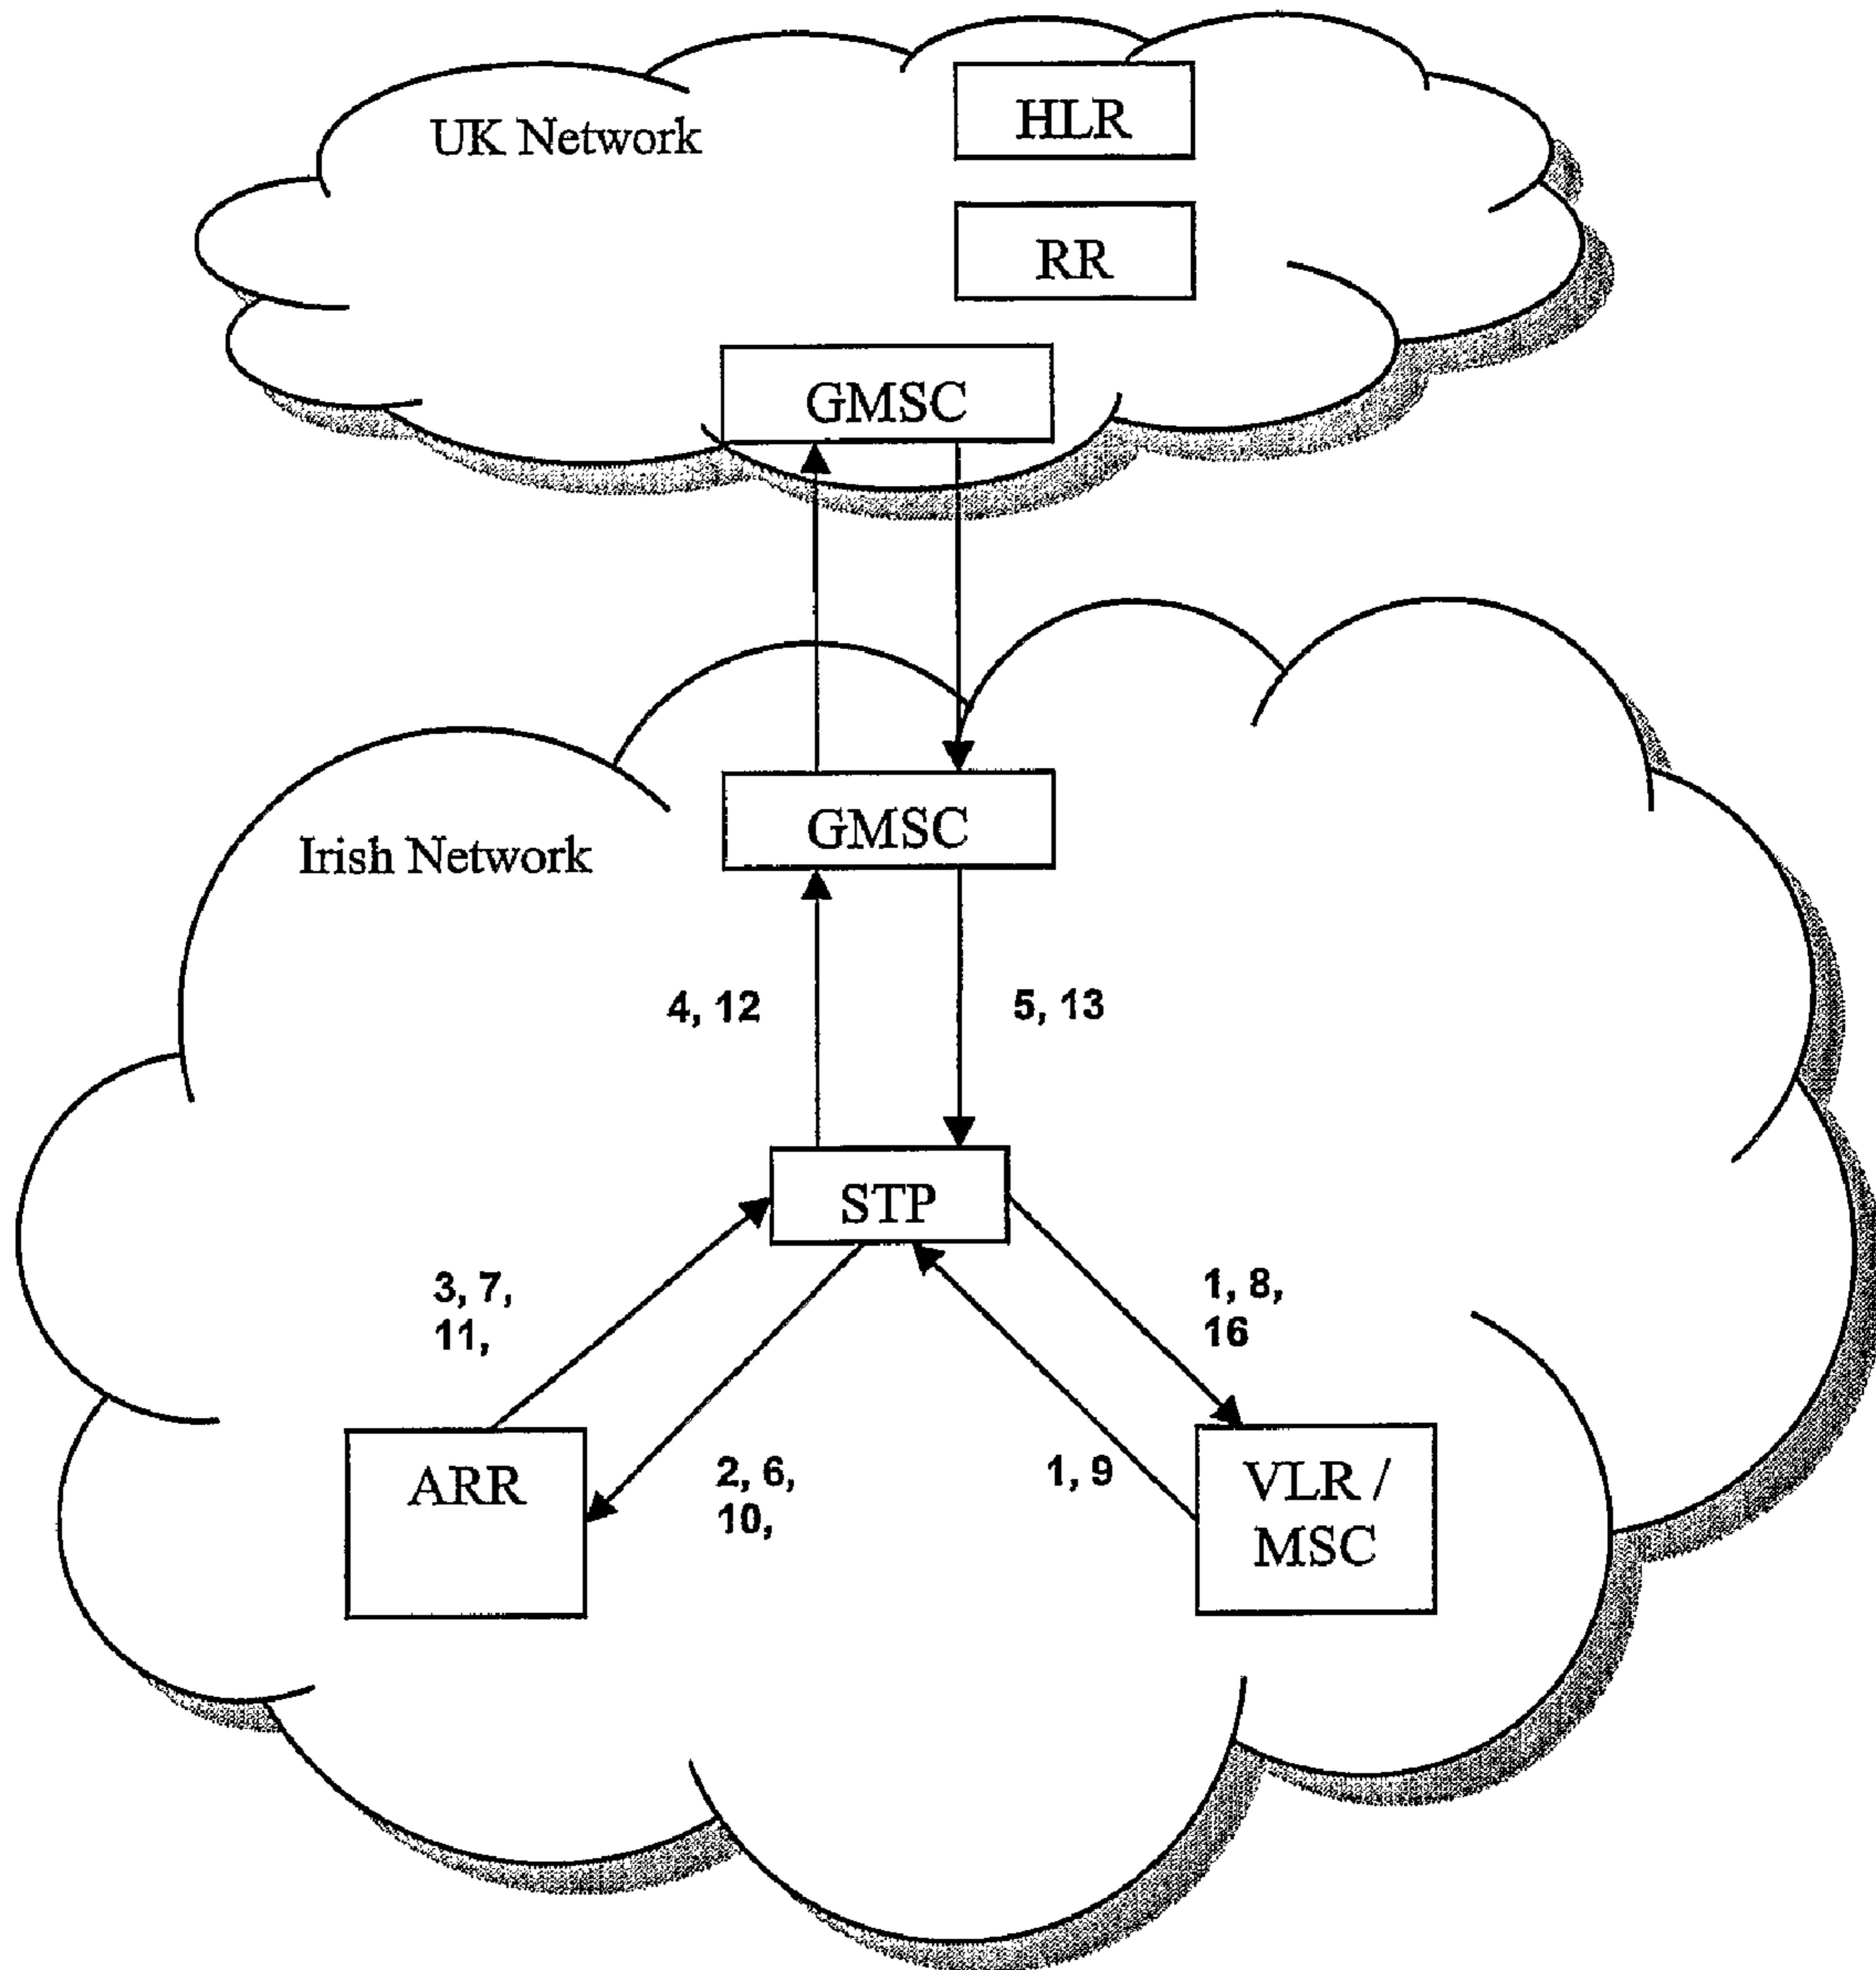 HLR
UK Network
RR
GMSC
GMSC
Irish Network
4, 12
5, 13
STP
3, 7,
11,
1, 8,
16
ARR
2, 6,
10,
1, 9
VLR /
MSC